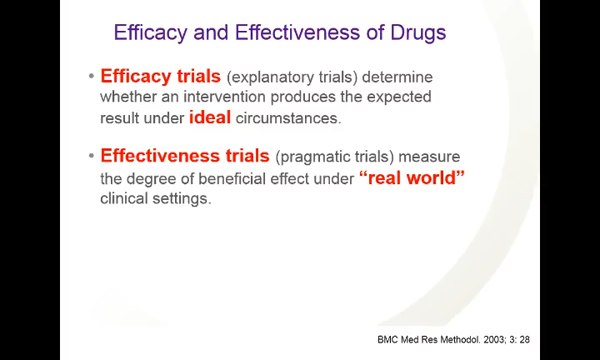 Efficacy and Effectiveness of Drugs
• Efficacy trials (explanatory trials) determine
whether an intervention produces the expected
result under ideal circumstances.
• Effectiveness trials (pragmatic trials) measure
the degree of beneficial effect under “real world”
clinical settings.
BMC Med Res Methodol. 2003; 3: 28